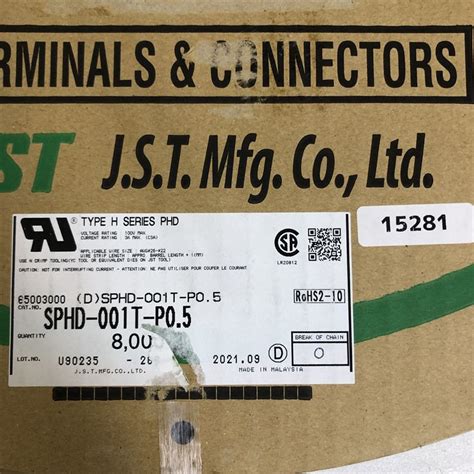 RMINALS & CONNECTORS
ST J.S.T. Mfg. Co., Ltd.
15281
TYPE H SERIES PHD
VOLTAGE RATING 100V MAX.
CURRENT RATING 3A MAX. (CSA)
APPLICABLE WIRE SIZE : AWG#26-#22
WIRE STRIP LENGTH : APPRO. BARREL LENGTH +
USE H CRIMP TOOLING(YC TOOL OR EQUIVALENT DIES ON JST TOOL)
CAUTION: NOT FOR INTERRUPTING CURRENT - ATTENTION :NE PAS UTILISER POUR COUPER LE COURANT
LR20812
65003000 (D)SPHD-001T-P0.5
RoHS2-10
CAT.NO.
SPHD-001T-P0.5
QUANTITY
8,00
LOT.NO. U90235 - 26 2021.09 D
BREAK OF CHAIN
O
J.S.T.MFG.CO.,LTD. MADE IN MALAYSIA